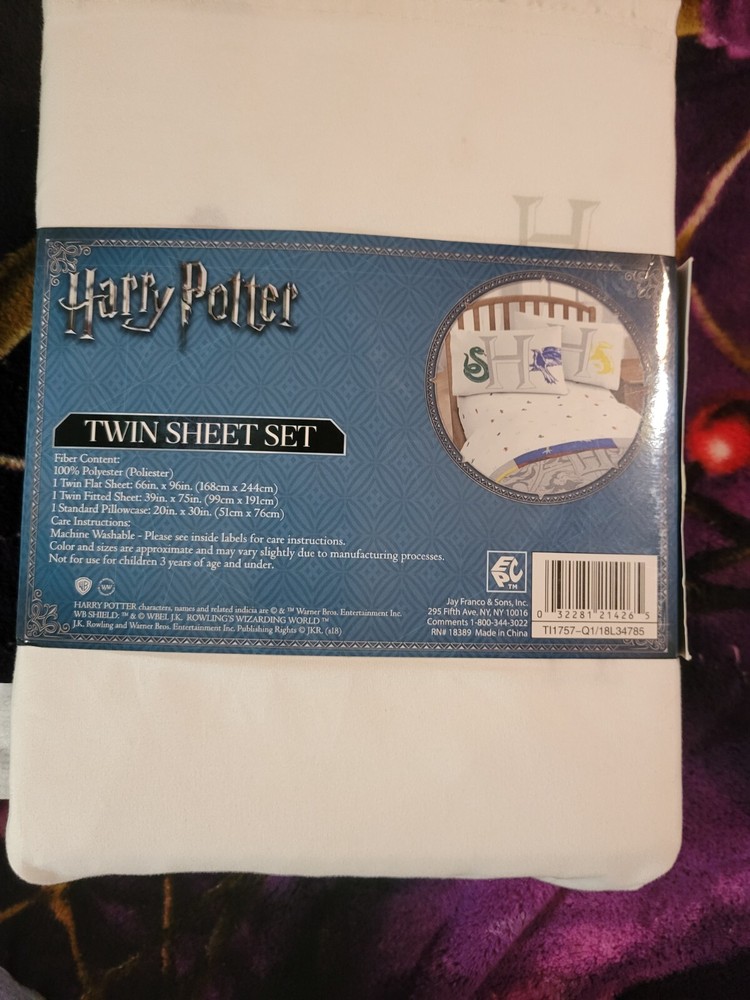 H
Harry Potter
H
H
H
TWIN SHEET SET
Fiber Content:
100% Polyester (Poliester)
1 Twin Flat Sheet: 66in. x 96in. (168cm x 244cm)
1 Twin Fitted Sheet: 39in. x 75in. (99cm x 191cm)
1 Standard Pillowcase: 20in. x 30in. (51cm x 76cm)
Care Instructions:
Machine Washable - Please see inside labels for care instructions.
Color and sizes are approximate and may vary slightly due to manufacturing processes.
Not for use for children 3 years of age and under.
WB
WW
HARRY POTTER characters, names and related indicia are © & ™ Warner Bros. Entertainment Inc.
WB SHIELD: ™ & © WBEI. J.K. ROWLING'S WIZARDING WORLD ™
J.K. Rowling and Warner Bros. Entertainment Inc. Publishing Rights © JKR. (s18)
™
Jay Franco & Sons, Inc.
295 Fifth Ave. NY, NY 10016
Comments 1-800-344-3022
RN# 18389 Made in China
0 32281 21426 5
TI1757-Q1/18L34785